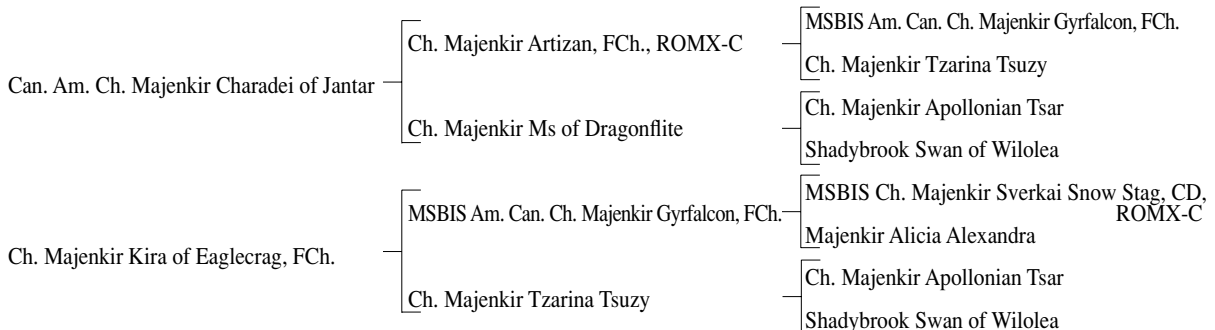 MSBIS Am. Can. Ch. Majenkir Gyrfalcon, FCh.
Ch. Majenkir Artizan, FCh., ROMX-C
Ch. Majenkir Tzarina Tsuzy
Can. Am. Ch. Majenkir Charadei of Jantar
Ch. Majenkir Apollonian Tsar
Ch. Majenkir Ms of Dragonflite
Shadybrook Swan of Wilolea
MSBIS Ch. Majenkir Sverkai Snow Stag, CD,
ROMX-C
MSBIS Am. Can. Ch. Majenkir Gyrfalcon, FCh.
Majenkir Alicia Alexandra
Ch. Majenkir Kira of Eaglecrag, FCh.
Ch. Majenkir Apollonian Tsar
Ch. Majenkir Tzarina Tsuzy
Shadybrook Swan of Wilolea